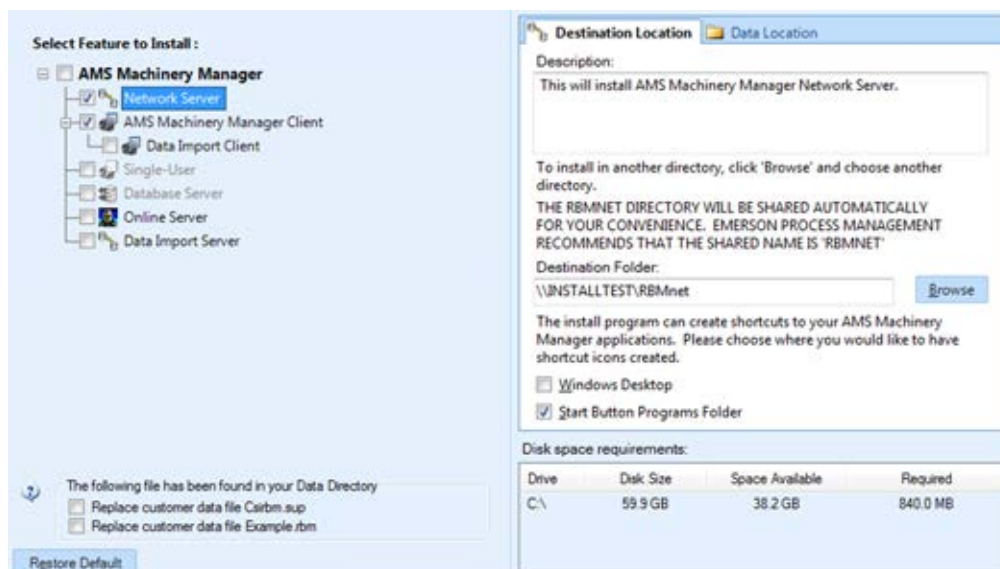 Select Feature to Install :
AMS Machinery Manager
Network Server
AMS Machinery Manager Client
Data Import Client
Single-User
Database Server
Online Server
Data Import Server
The following file has been found in your Data Directory
Replace customer data file Csirbm.sup
Replace customer data file Example.rbm
Restore Default
Destination Location
Data Location
Description:
This will install AMS Machinery Manager Network Server.
To install in another directory, click 'Browse' and choose another
directory.
THE RBMNET DIRECTORY WILL BE SHARED AUTOMATICALLY
FOR YOUR CONVENIENCE. EMERSON PROCESS MANAGEMENT
RECOMMENDS THAT THE SHARED NAME IS 'RBMNET'
Destination Folder:
\\INSTALLTEST\RBMnet
Browse
The install program can create shortcuts to your AMS Machinery
Manager applications. Please choose where you would like to have
shortcut icons created.
Windows Desktop
Start Button Programs Folder
Disk space requirements:
Drive Disk Size Space Available Required
C:\ 59.9 GB 38.2 GB 840.0 MB